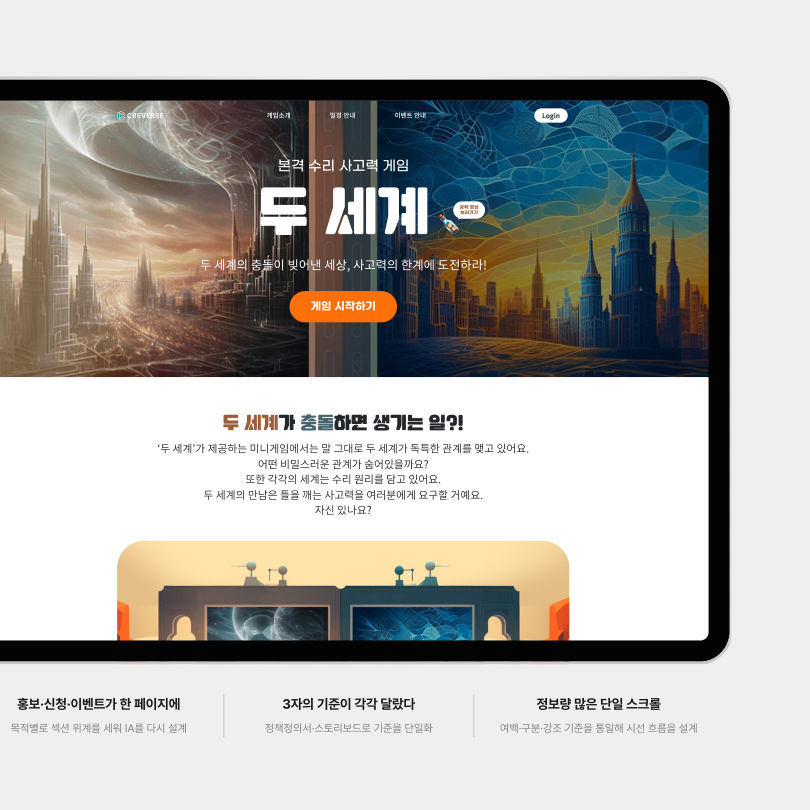 CREVERSE
게임소개
일정 안내
이벤트 안내
Login
본격 수리 사고력 게임
두 세계
공략 영상
보러가기
두 세계의 충돌이 빚어낸 세상, 사고력의 한계에 도전하라!
게임 시작하기
두 세계가 충돌하면 생기는 일?!
‘두 세계’가 제공하는 미니게임에서는 말 그대로 두 세계가 독특한 관계를 맺고 있어요.
어떤 비밀스러운 관계가 숨어있을까요?
또한 각각의 세계는 수리 원리를 담고 있어요.
두 세계의 만남은 틀을 깨는 사고력을 여러분에게 요구할 거예요.
자신 있나요?
홍보·신청·이벤트가 한 페이지에
목적별로 섹션 위계를 세워 IA를 다시 설계
3자의 기준이 각각 달랐다
정책정의서·스토리보드로 기준을 단일화
정보량 많은 단일 스크롤
여백·구분·강조 기준을 통일해 시선 흐름을 설계